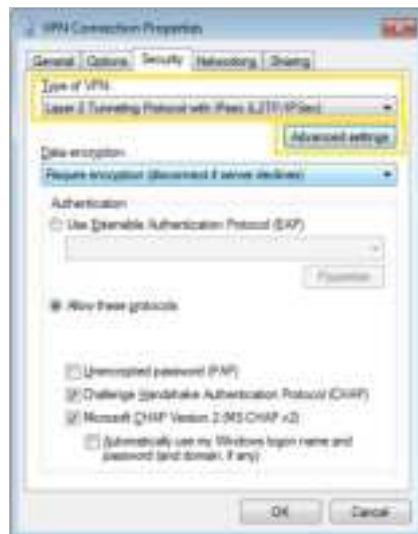 VPN Connection Properties
General Options Security Networking Sharing
Type of VPN:
Layer 2 Tunneling Protocol with IPsec (L2TP/IPSec)
Advanced settings
Data encryption:
Require encryption (disconnect if server declines)
Authentication
Use Extensible Authentication Protocol (EAP)
Properties
Allow these protocols
Unencrypted password (PAP)
Challenge Handshake Authentication Protocol (CHAP)
Microsoft CHAP Version 2 (MS-CHAP v2)
Automatically use my Windows logon name and
password (and domain, if any)
OK Cancel